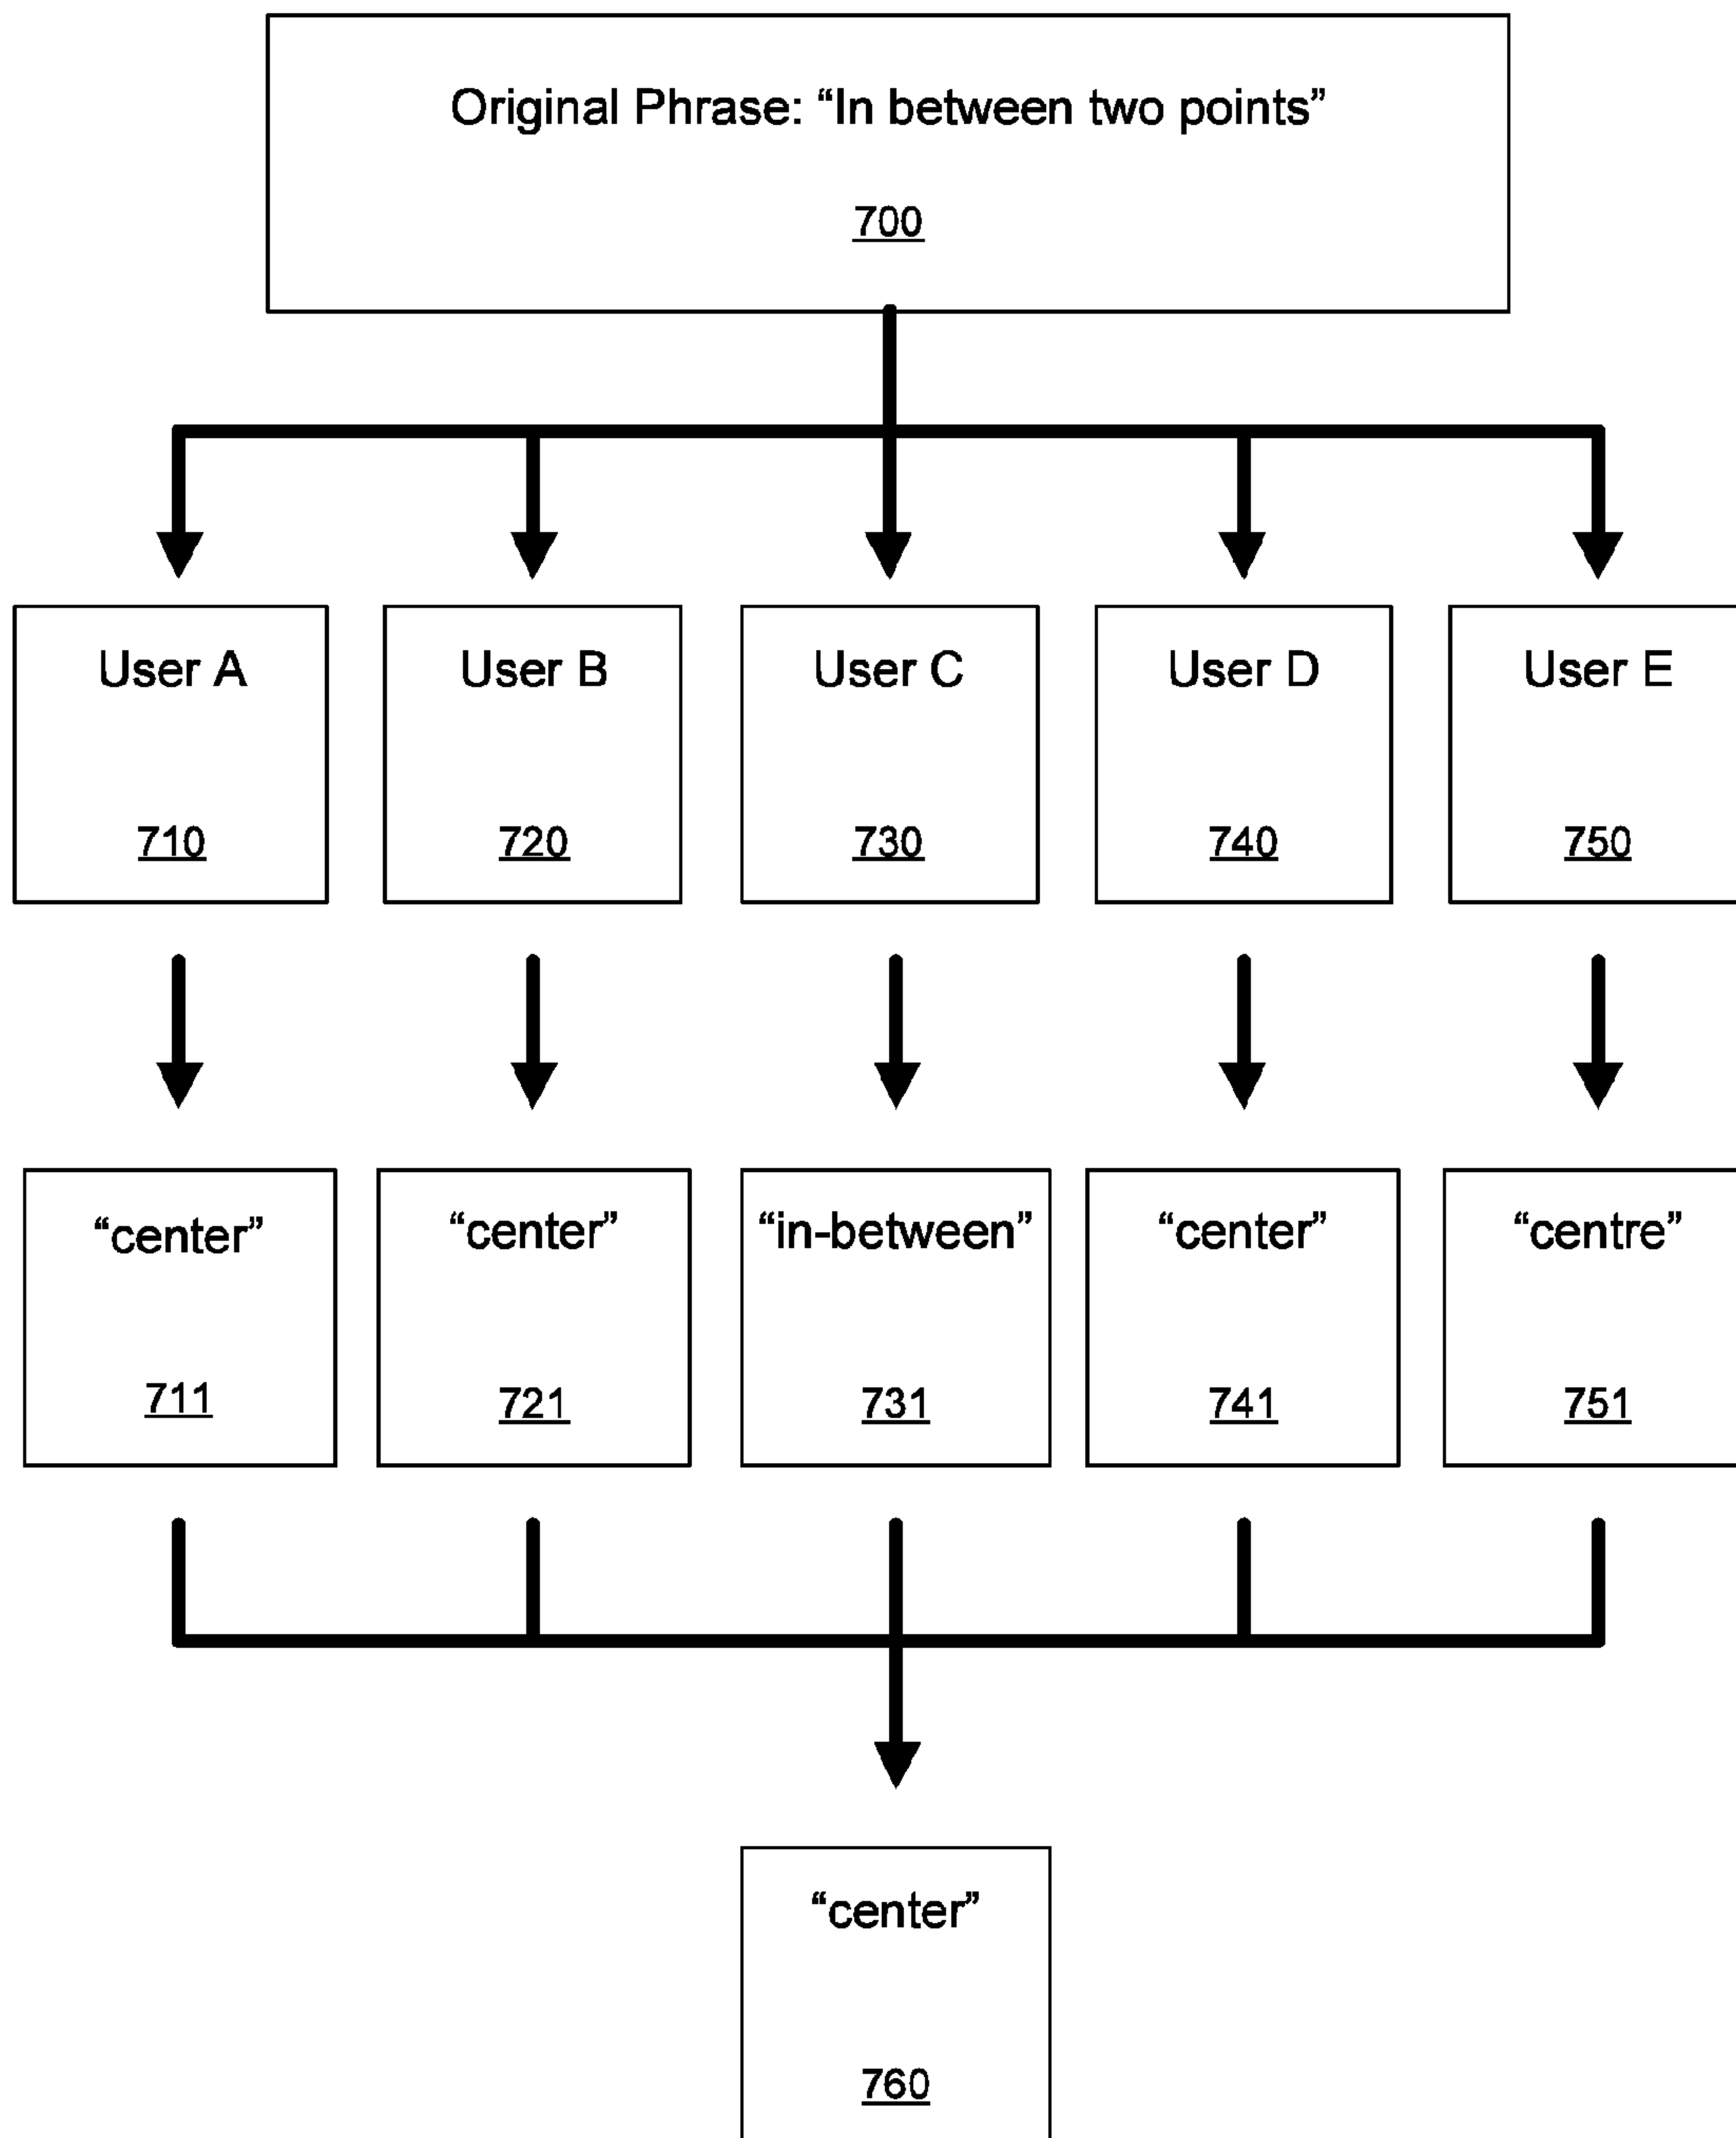 Original Phrase: “In between two points”
700
User A
User B
User C
User D
User E
710
720
730
740
750
“center”
“center”
“in-between”
“center”
“centre”
711
721
731
741
751
“center”
760